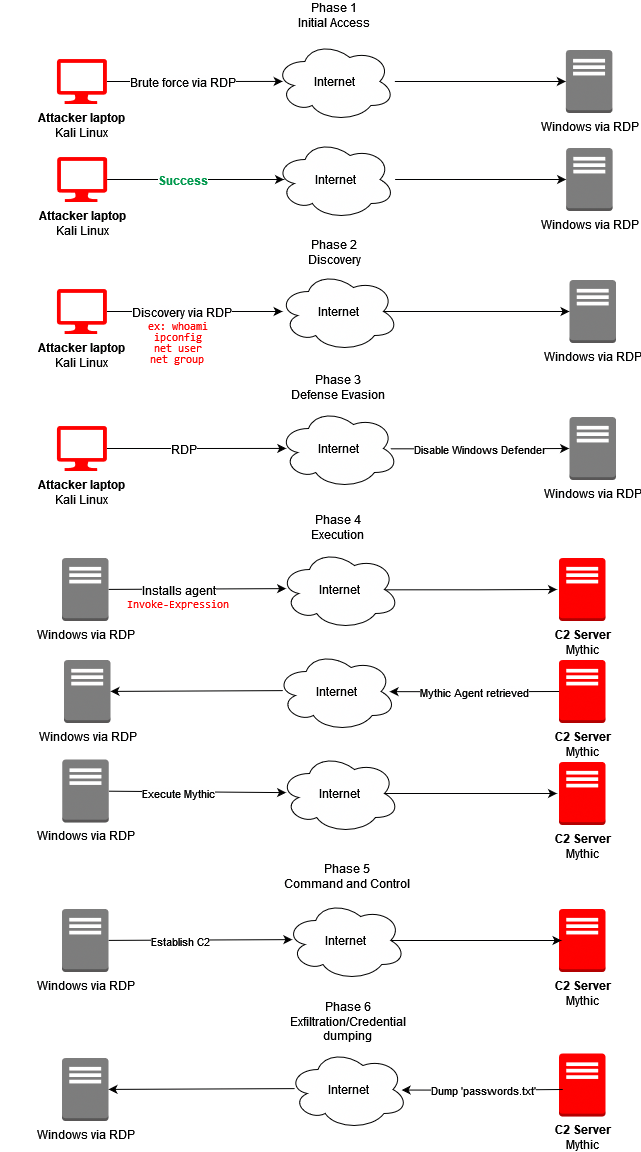 Phase 1
Initial Access
Brute force via RDP
Internet
Attacker laptop
Kali Linux
Windows via RDP
Success
Internet
Attacker laptop
Kali Linux
Windows via RDP
Phase 2
Discovery
Discovery via RDP
Internet
ex: whoami
ipconfig
net user
net group
Attacker laptop
Kali Linux
Windows via RDP
Phase 3
Defense Evasion
RDP
Internet
Disable Windows Defender
Attacker laptop
Kali Linux
Windows via RDP
Phase 4
Execution
Installs agent
Invoke-Expression
Internet
Windows via RDP
C2 Server
Mythic
Internet
Mythic Agent retrieved
Windows via RDP
C2 Server
Mythic
Execute Mythic
Internet
Windows via RDP
C2 Server
Mythic
Phase 5
Command and Control
Establish C2
Internet
Windows via RDP
C2 Server
Mythic
Phase 6
Exfiltration/Credential
dumping
Internet
Dump 'passwords.txt'
Windows via RDP
C2 Server
Mythic